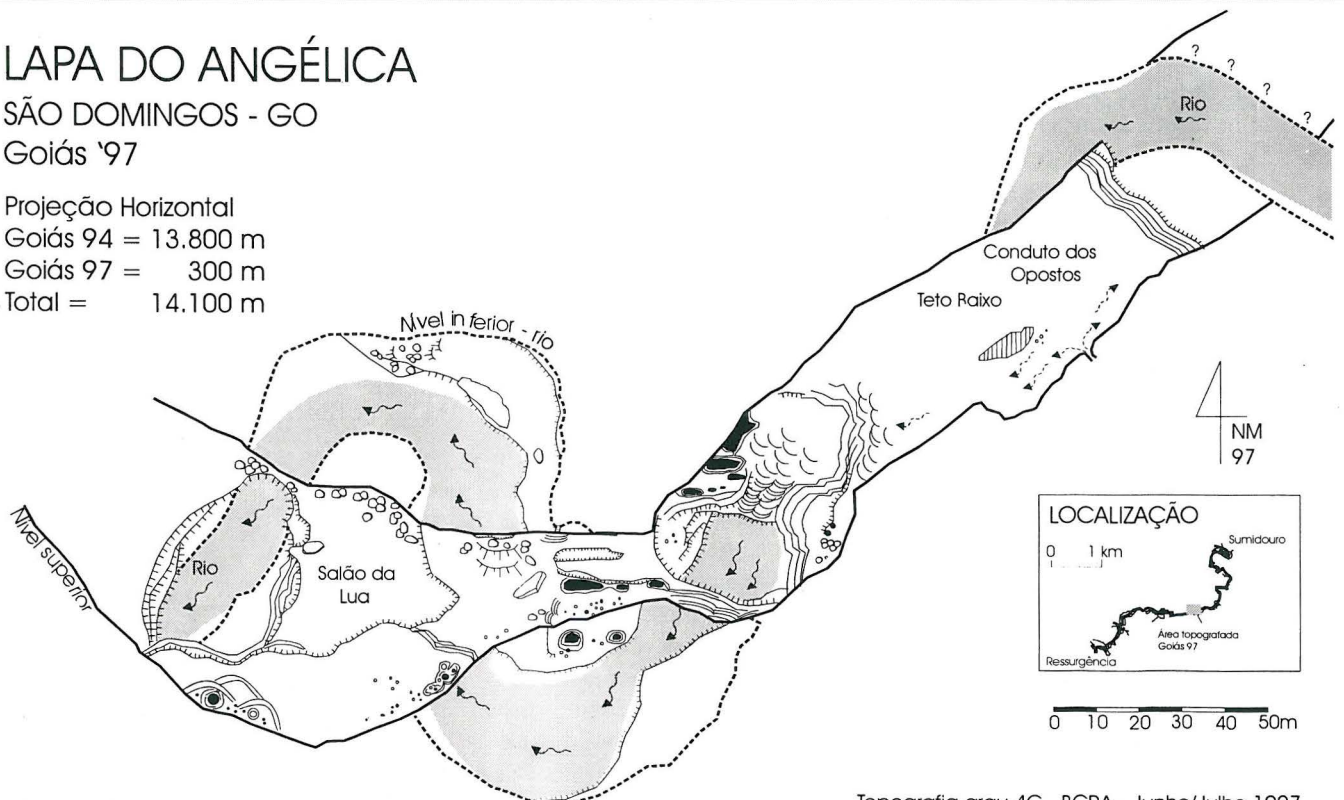 LAPA DO ANGÉLICA
SÃO DOMINGOS - GO
Goiás '97
Projeção Horizontal
Goiás 94 = 13.800 m
Goiás 97 = 300 m
Total = 14.100 m
? ? ? ?
Rio
Conduto dos
Opostos
Teto Raixo
Nível inferior - rio
NM
97
Nível superior
Rio
Salão da
Lua
LOCALIZAÇÃO
0 1 km
Sumidouro
Área topografada
Goiás 97
Ressurgência
0 10 20 30 40 50m
Topografia grau 4C - BCRA - Junho/Julho 1997